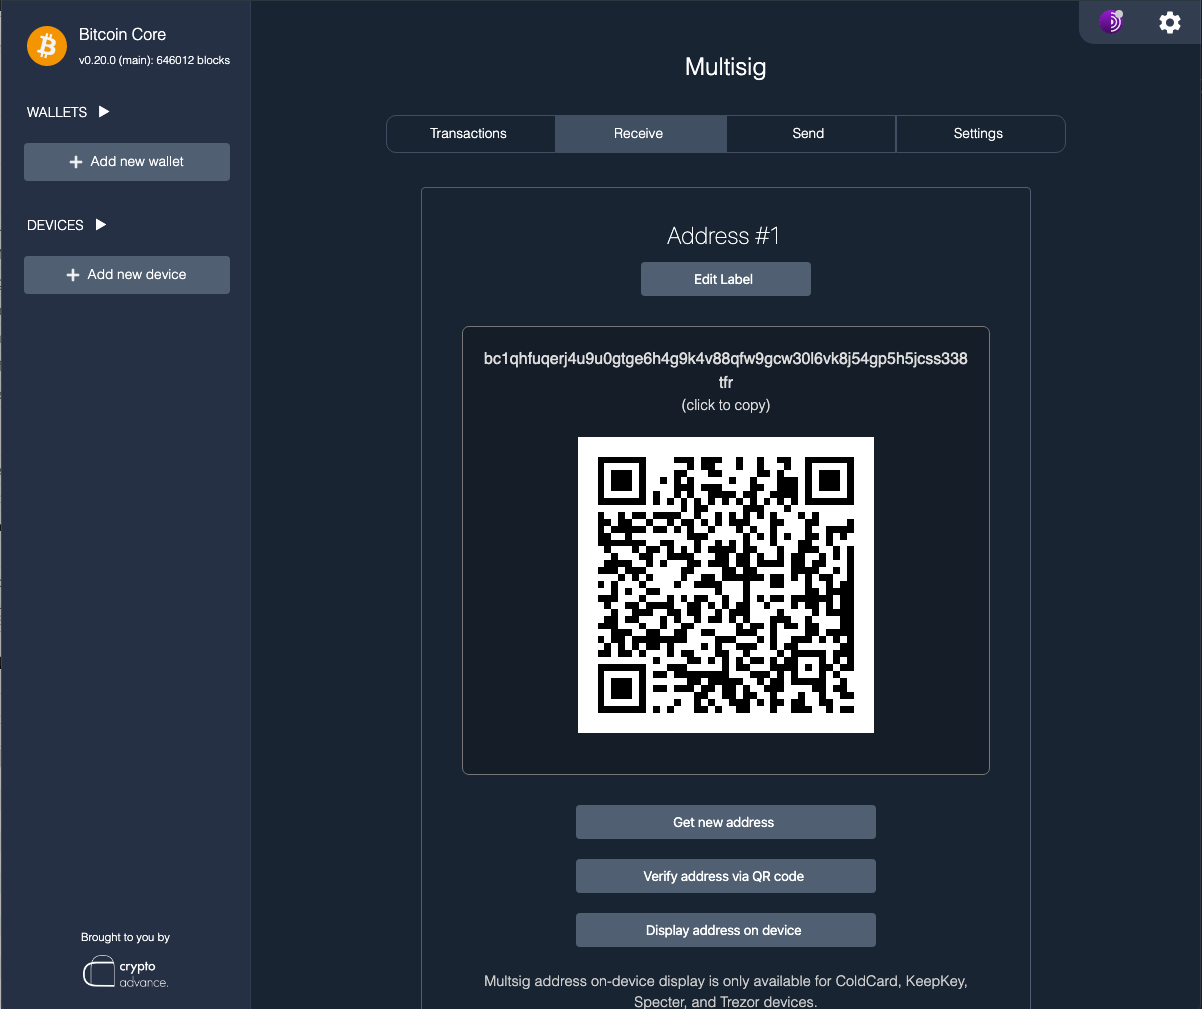 Bitcoin Core
v0.20.0 (main): 646012 blocks
WALLETS
Add new wallet
DEVICES
Add new device
Brought to you by
crypto
advance.
Multisig
Transactions
Receive
Send
Settings
Address #1
Edit Label
bc1qhfuqerj4u9u0gtge6h4g9k4v88qfw9gcw30l6vk8j54gp5h5jcss338
tfr
(click to copy)
Get new address
Verify address via QR code
Display address on device
Multsig address on-device display is only available for ColdCard, KeepKey,
Specter, and Trezor devices.